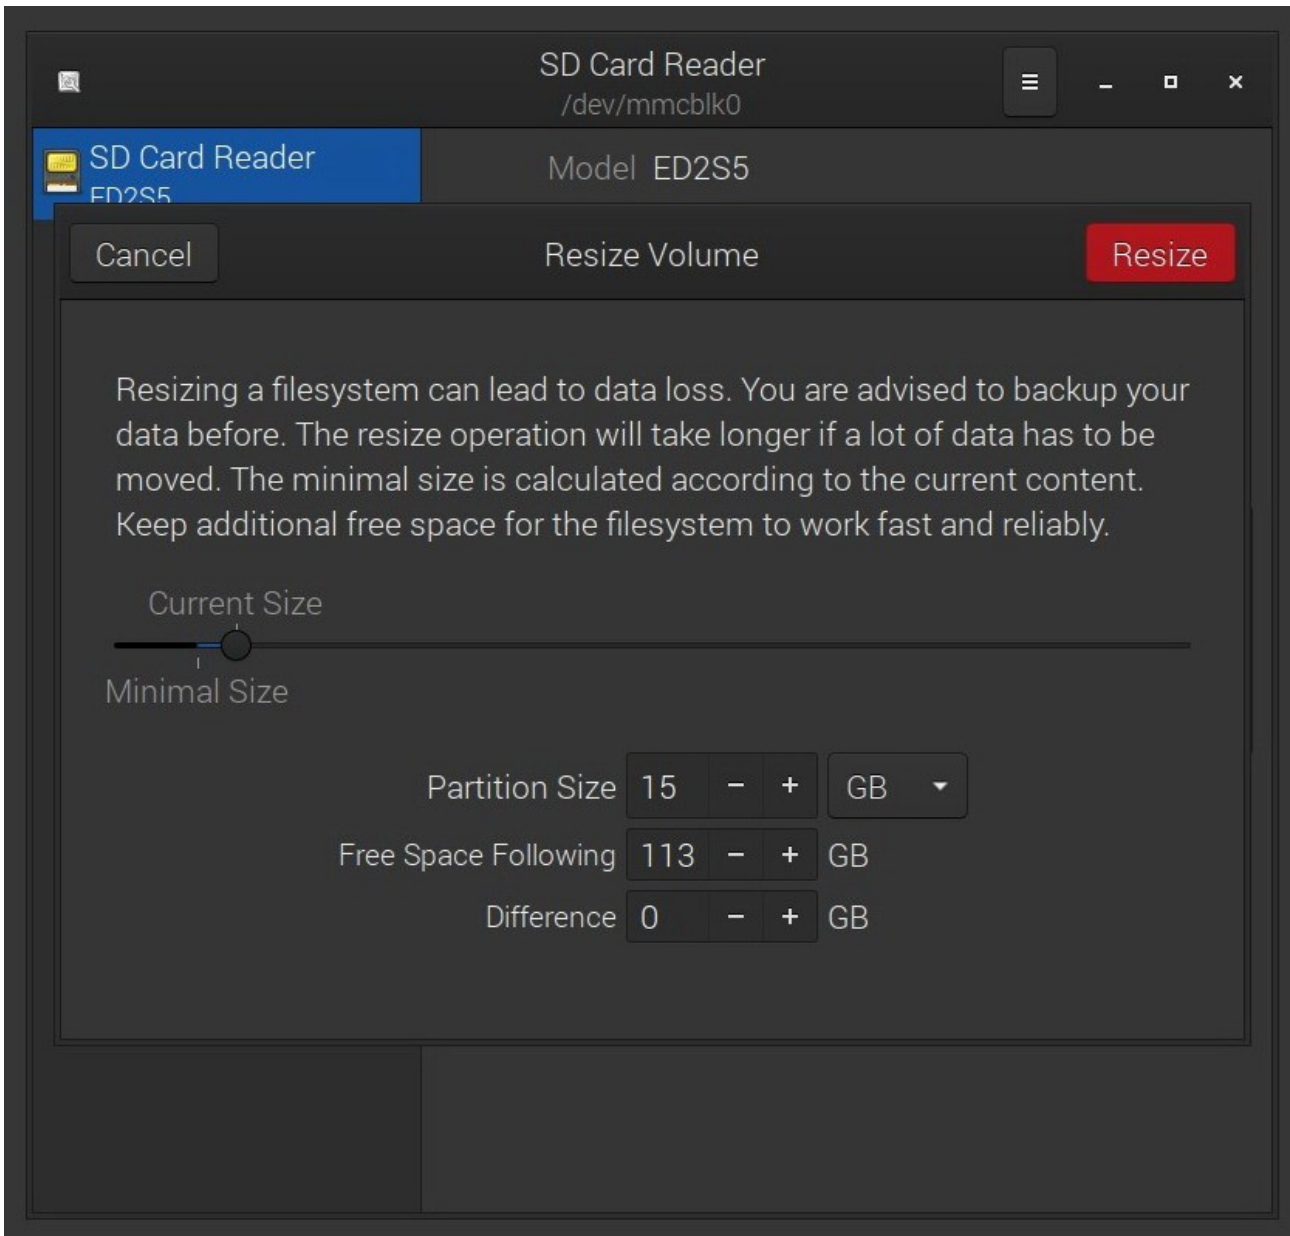 SD Card Reader
/dev/mmcblk0
SD Card Reader
ED2S5
Model ED2S5
Cancel
Resize Volume
Resize
Resizing a filesystem can lead to data loss. You are advised to backup your
data before. The resize operation will take longer if a lot of data has to be
moved. The minimal size is calculated according to the current content.
Keep additional free space for the filesystem to work fast and reliably.
Current Size
Minimal Size
Partition Size 15 − + GB
Free Space Following 113 − + GB
Difference 0 − + GB